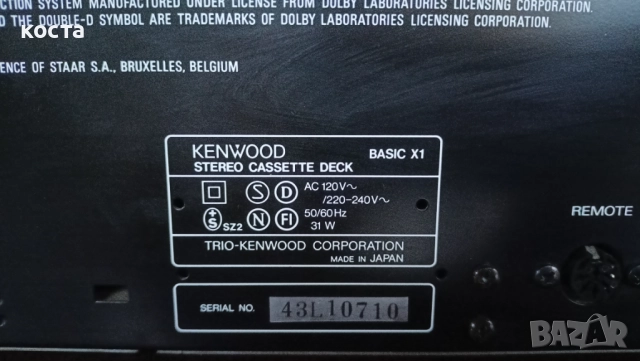 CTION SYSTEM MANUFACTURED UNDER LICENSE FROM DOLBY LABORATORIES LICENSING CORPORATION.
D THE DOUBLE-D SYMBOL ARE TRADEMARKS OF DOLBY LABORATORIES LICENSING CORPORATION.
коста
ENCE OF STAAR S.A., BRUXELLES, BELGIUM
KENWOOD BASIC X1
STEREO CASSETTE DECK
S D AC 120V~
/220-240V~
S SZ2 N FI 50/60Hz
31 W
TRIO-KENWOOD CORPORATION
MADE IN JAPAN
REMOTE
SERIAL NO. 43L10710
BAZAR
bg